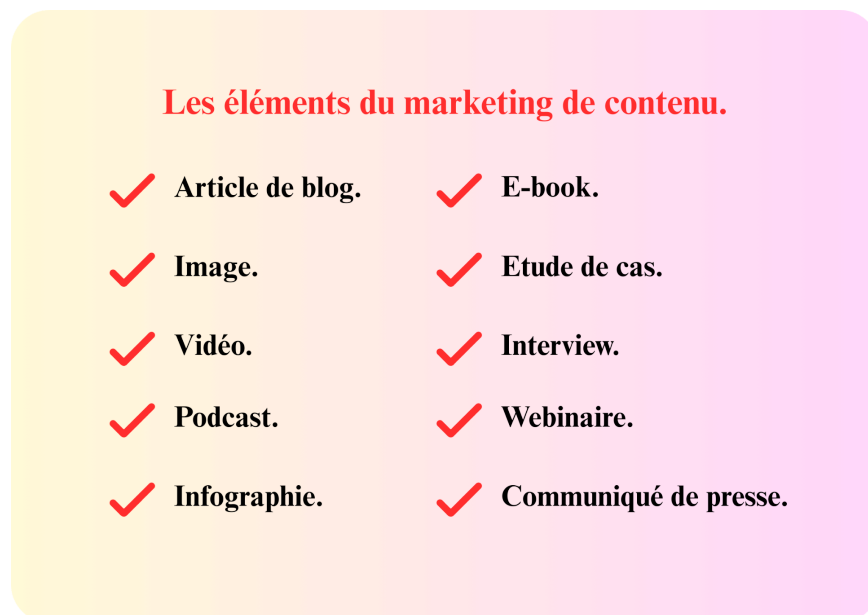 Les éléments du marketing de contenu.
Article de blog.
Image.
Vidéo.
Podcast.
Infographie.
E-book.
Etude de cas.
Interview.
Webinaire.
Communiqué de presse.